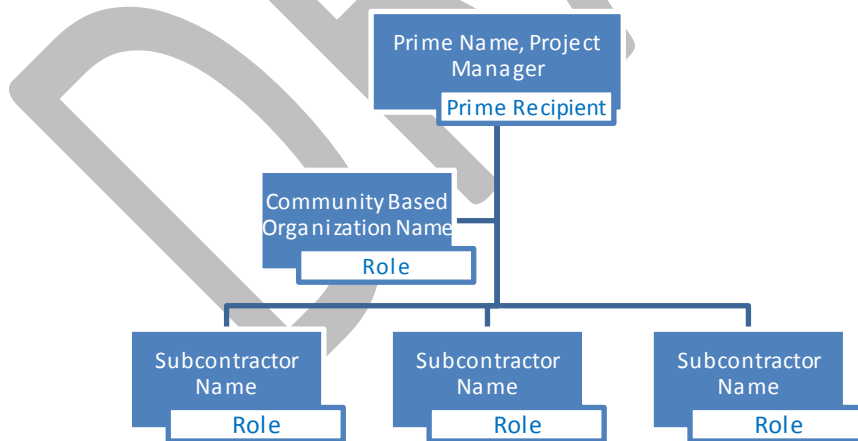 Prime Name, Project
Manager
Prime Recipient
Community Based
Organization Name
Role
Subcontractor
Name
Role
Subcontractor
Name
Role
Subcontractor
Name
Role